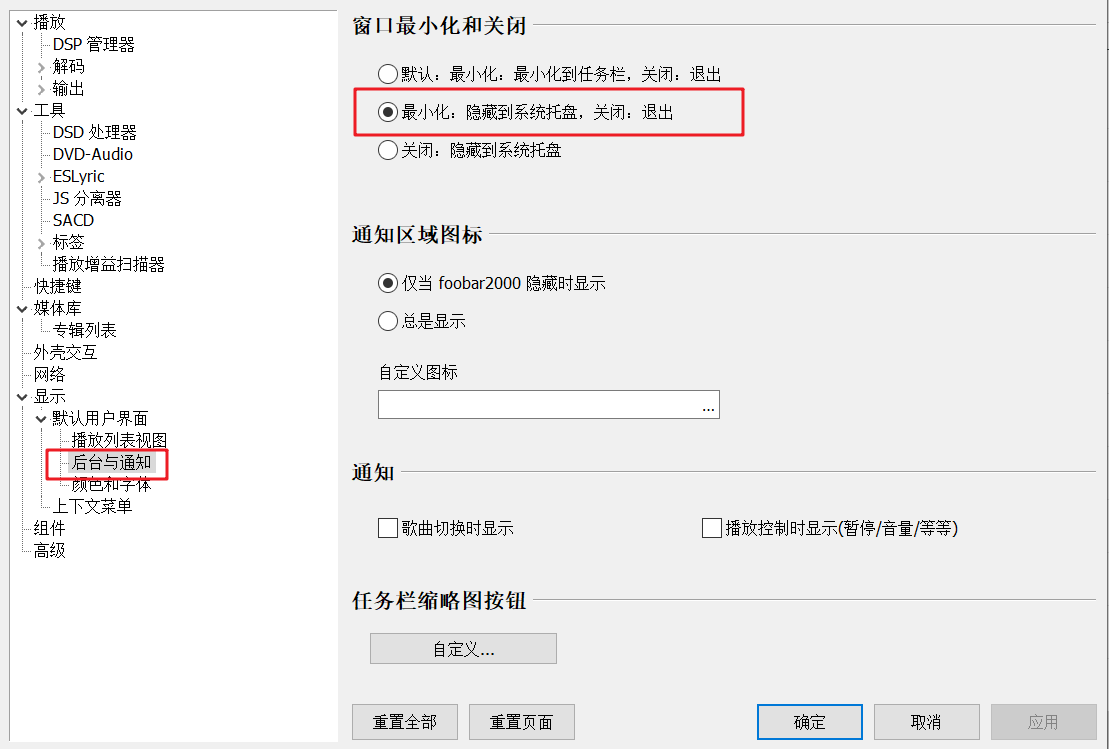 播放
DSP 管理器
解码
输出
工具
DSD 处理器
DVD-Audio
ESLyric
JS 分离器
SACD
标签
播放增益扫描器
快捷键
媒体库
专辑列表
外壳交互
网络
显示
默认用户界面
播放列表视图
后台与通知
颜色和字体
上下文菜单
组件
高级
窗口最小化和关闭
默认：最小化：最小化到任务栏，关闭：退出
最小化：隐藏到系统托盘，关闭：退出
关闭：隐藏到系统托盘
通知区域图标
仅当 foobar2000 隐藏时显示
总是显示
自定义图标
...
通知
歌曲切换时显示
播放控制时显示(暂停/音量/等等)
任务栏缩略图按钮
自定义...
重置全部
重置页面
确定
取消
应用